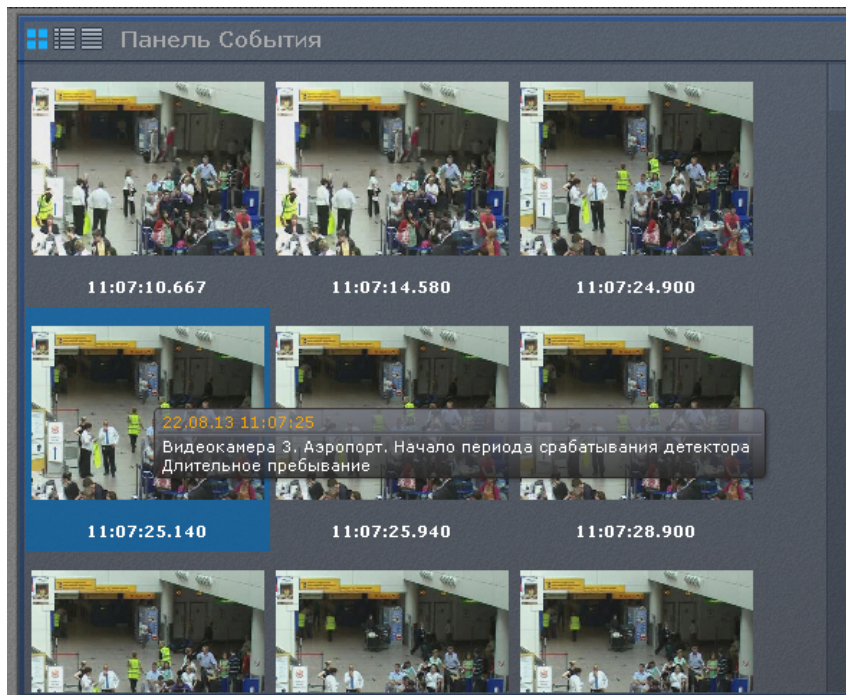 Панель События
11:07:10.667
11:07:14.580
11:07:24.900
22.08.13 11:07:25
Видеокамера 3. Аэропорт. Начало периода срабатывания детектора
Длительное пребывание
11:07:25.140
11:07:25.940
11:07:28.900